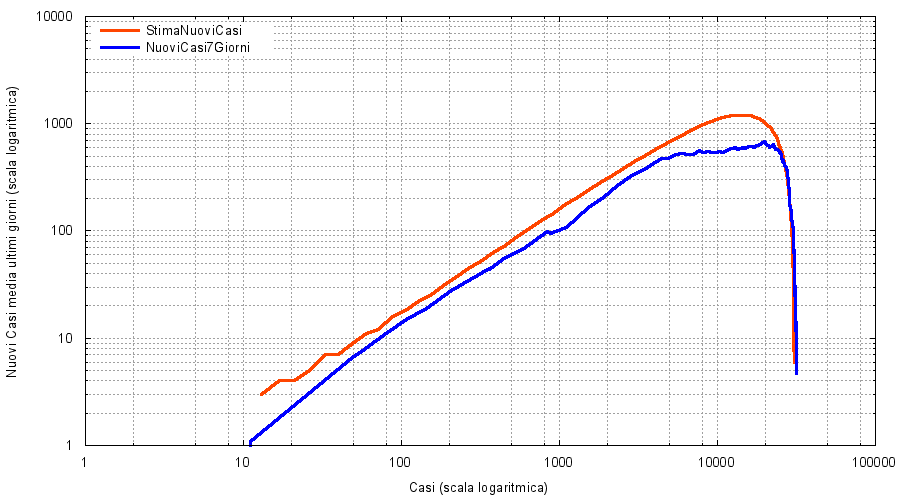 10000
1000
100
10
1
StimaNuoviCasi
NuoviCasi7Giorni
Nuovi Casi media ultimi giorni (scala logaritmica)
1 10 100 1000 10000 100000
Casi (scala logaritmica)